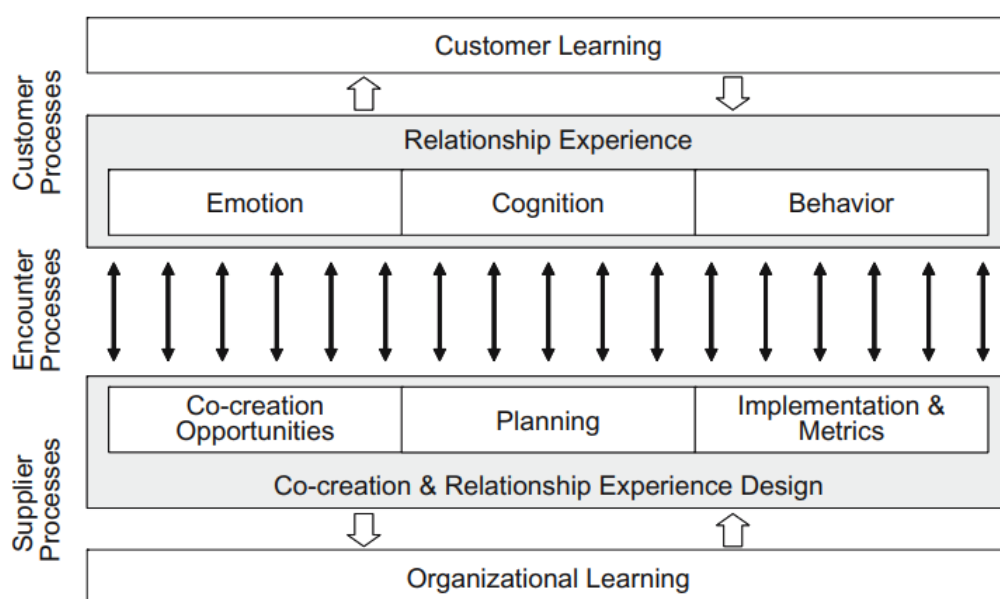 Customer Learning
Customer
Processes
Relationship Experience
Emotion
Cognition
Behavior
Encounter
Processes
Co-creation
Opportunities
Planning
Implementation &
Metrics
Co-creation & Relationship Experience Design
Supplier
Processes
Organizational Learning